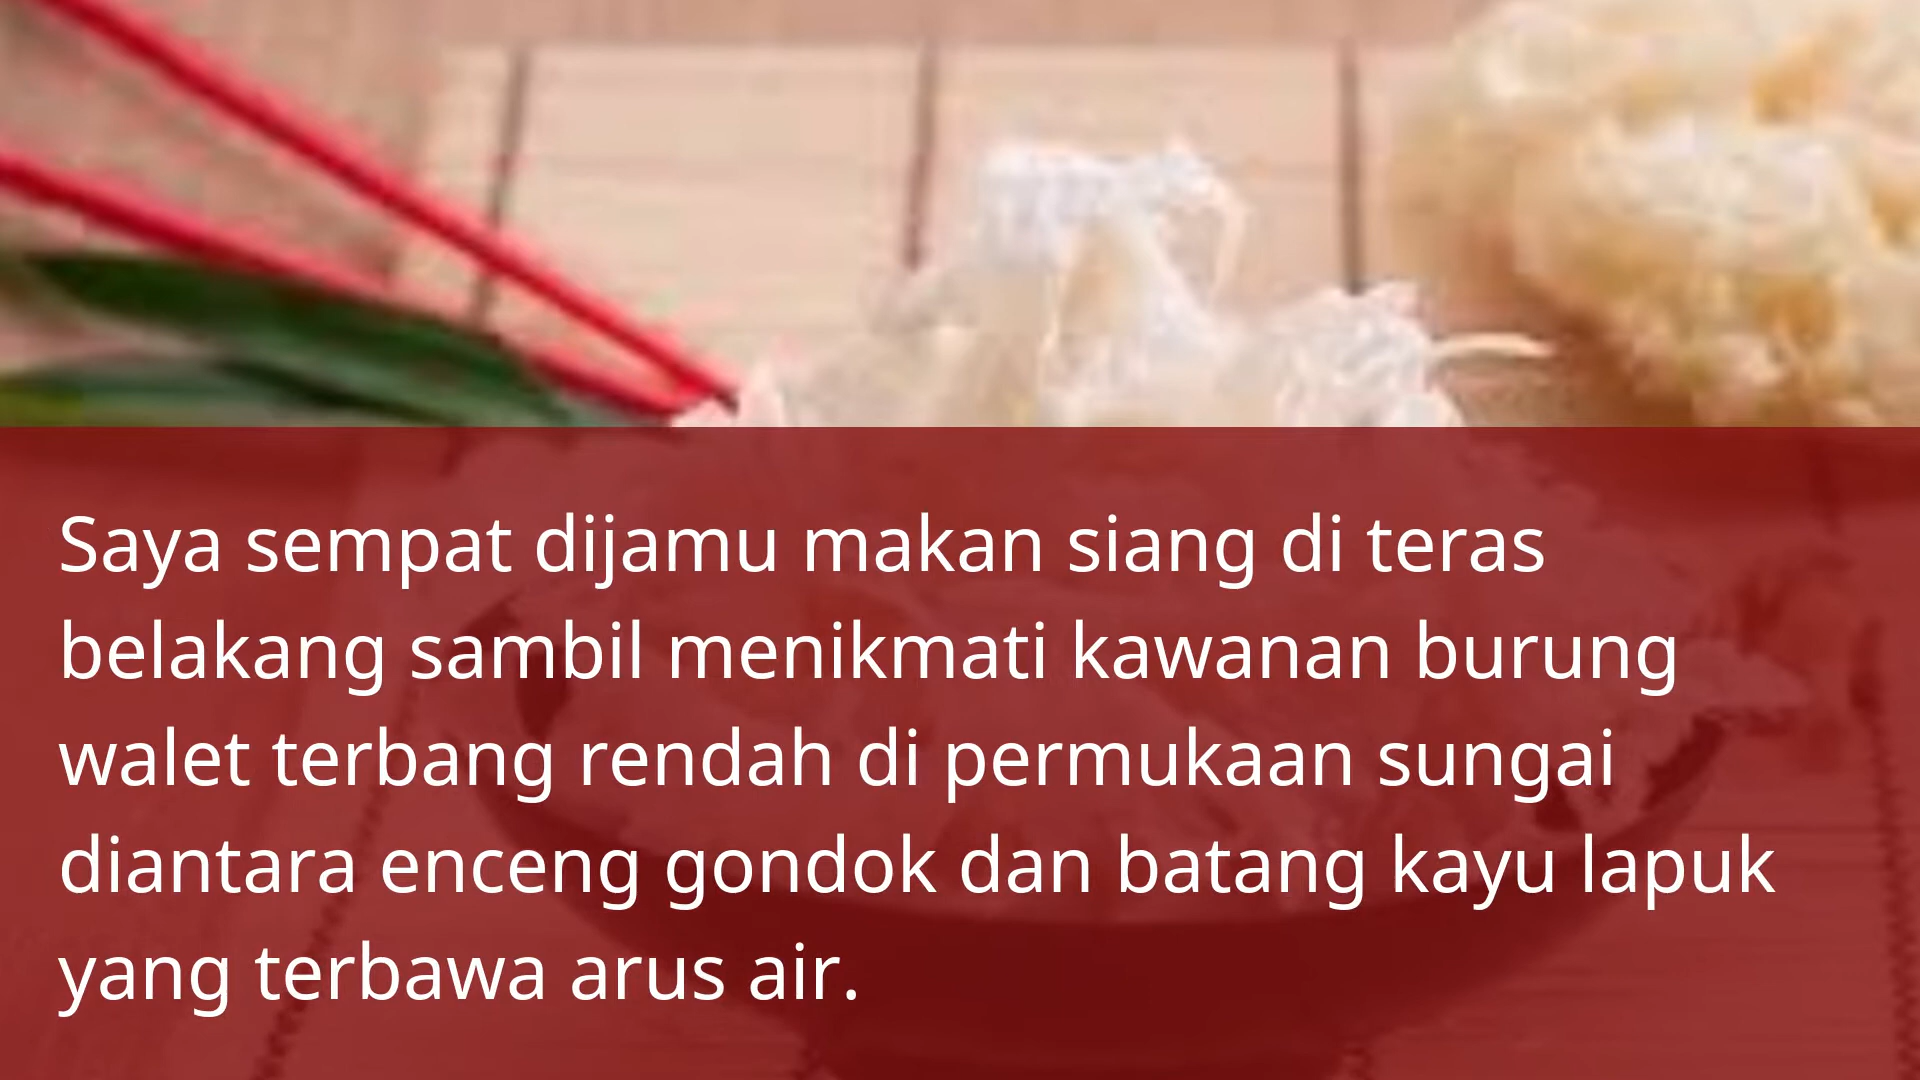 Saya sempat dijamu makan siang di teras
belakang sambil menikmati kawanan burung
walet terbang rendah di permukaan sungai
diantara enceng gondok dan batang kayu lapuk
yang terbawa arus air.